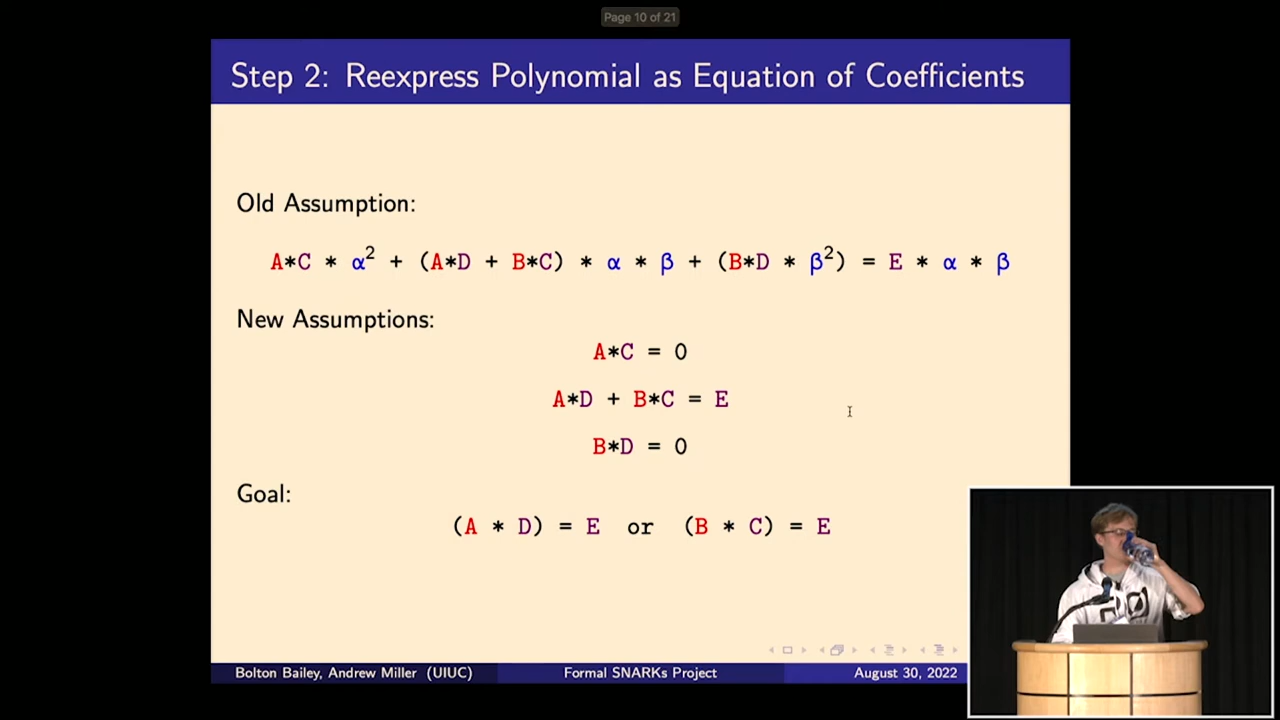 Page 10 of 21
Step 2: Reexpress Polynomial as Equation of Coefficients
Old Assumption:
A*C * α² + (A*D + B*C) * α * β + (B*D * β²) = E * α * β
New Assumptions:
A*C = 0
A*D + B*C = E
B*D = 0
Goal:
(A * D) = E or (B * C) = E
Bolton Bailey, Andrew Miller (UIUC) Formal SNARKs Project August 30, 2022